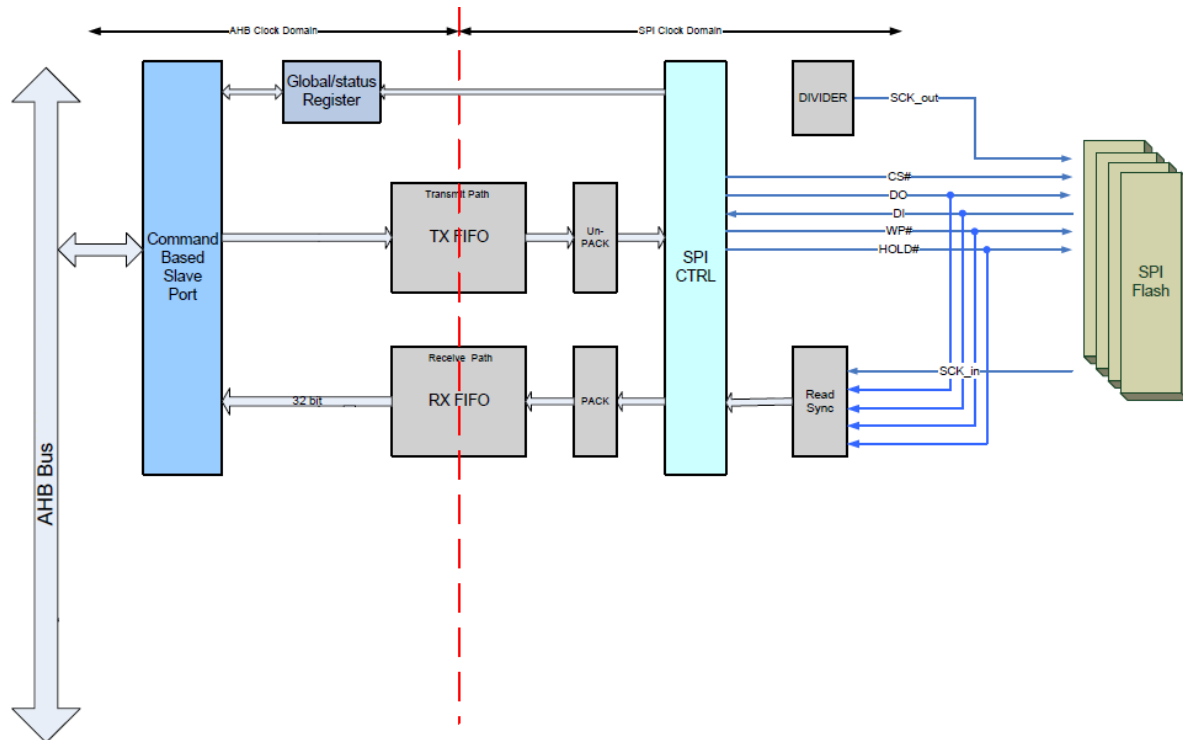 AHB Clock Domain
SPI Clock Domain
Global/status
Register
DIVIDER
SCK_out
CS#
DO
DI
WP#
HOLD#
Transmit Path
TX FIFO
Un-
PACK
Command
Based
Slave
Port
SPI
CTRL
SPI
Flash
Receive Path
RX FIFO
32 bit
PACK
Read
Sync
SCK_in
AHB Bus